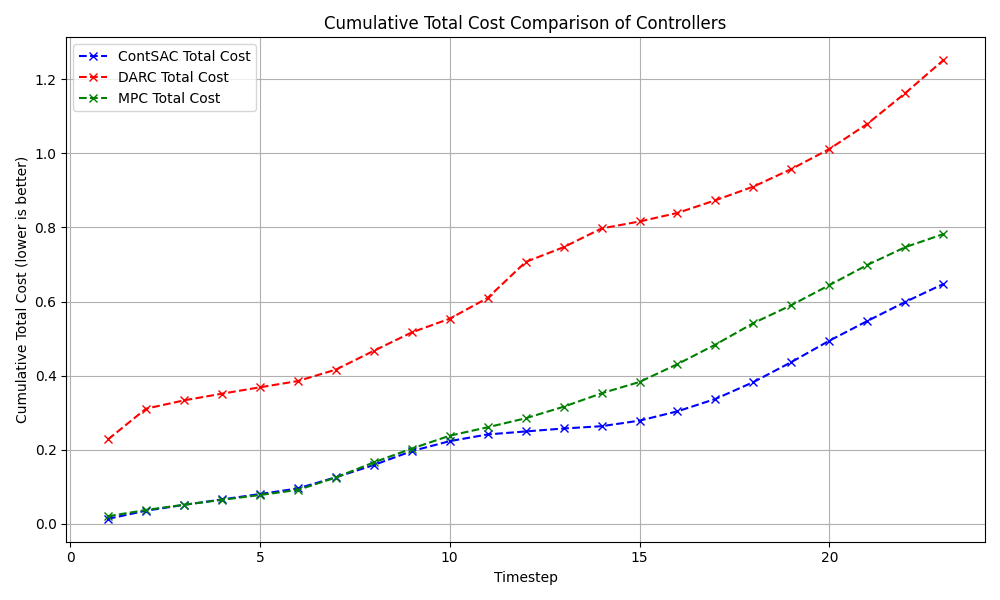 Cumulative Total Cost Comparison of Controllers
ContSAC Total Cost
DARC Total Cost
MPC Total Cost
Cumulative Total Cost (lower is better)
1.2
1.0
0.8
0.6
0.4
0.2
0.0
0
5
10
15
20
Timestep